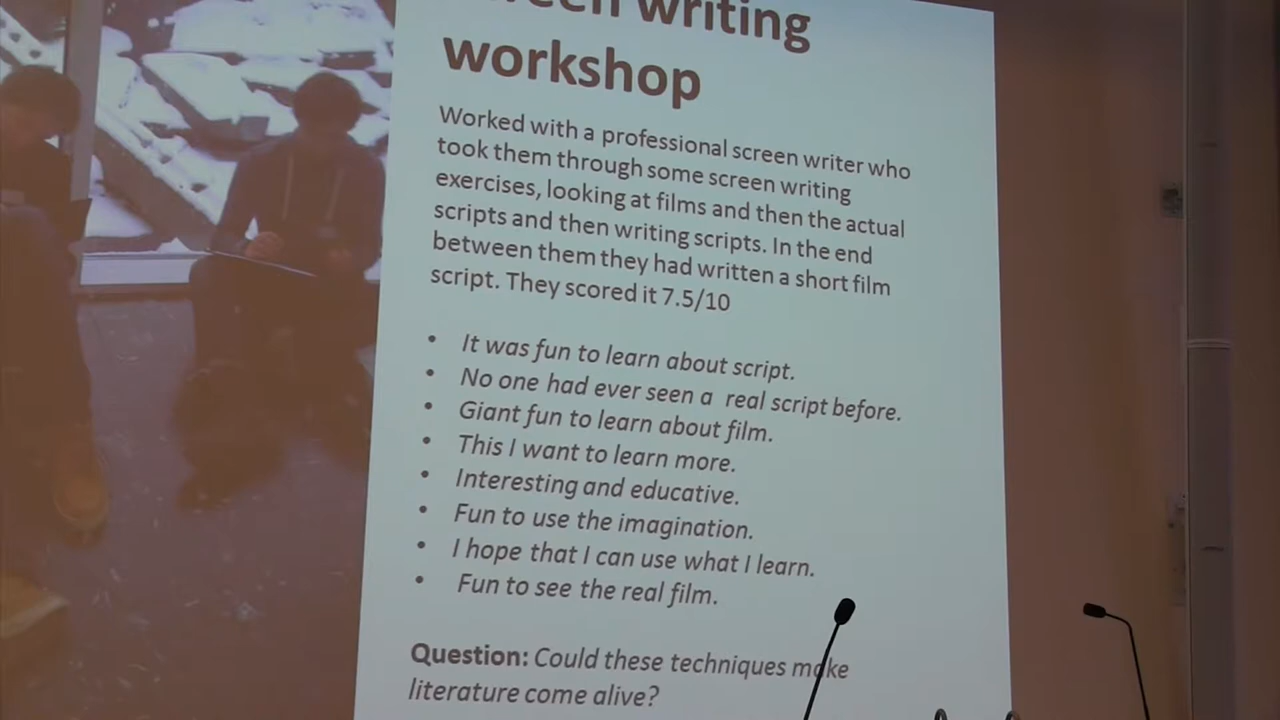 writing
workshop
Worked with a professional screen writer who
took them through some screen writing
exercises, looking at films and then the actual
scripts and then writing scripts. In the end
between them they had written a short film
script. They scored it 7.5/10
• It was fun to learn about script.
• No one had ever seen a real script before.
• Giant fun to learn about film.
• This I want to learn more.
• Interesting and educative.
• Fun to use the imagination.
• I hope that I can use what I learn.
• Fun to see the real film.
Question: Could these techniques make
literature come alive?